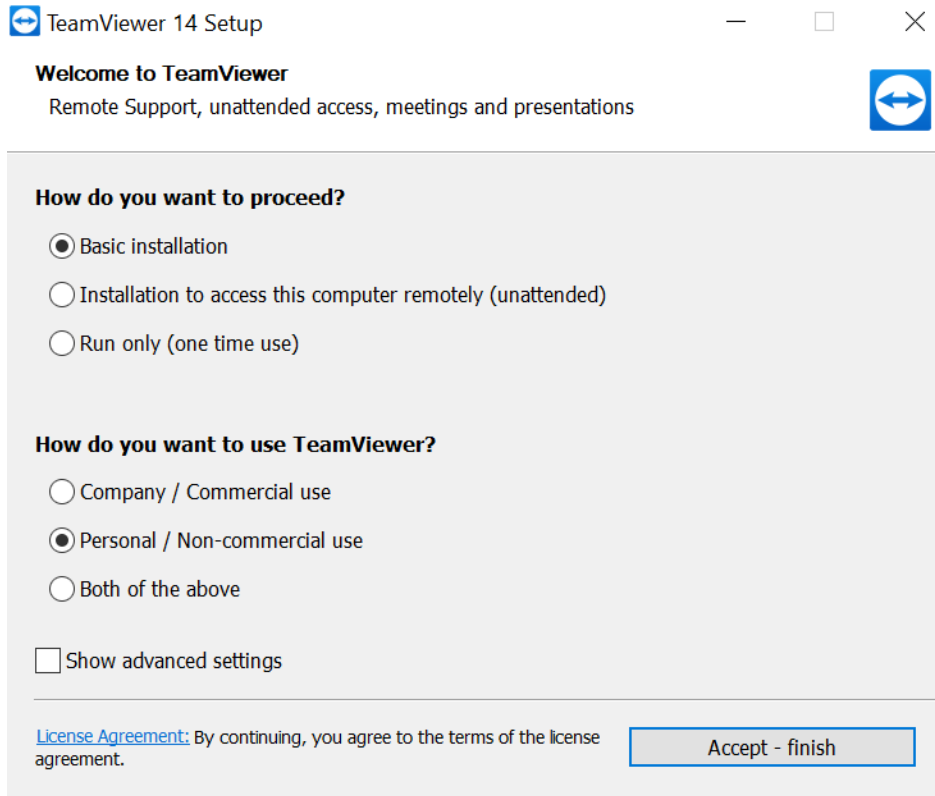 TeamViewer 14 Setup
Welcome to TeamViewer
Remote Support, unattended access, meetings and presentations
How do you want to proceed?
Basic installation
Installation to access this computer remotely (unattended)
Run only (one time use)
How do you want to use TeamViewer?
Company / Commercial use
Personal / Non-commercial use
Both of the above
Show advanced settings
License Agreement: By continuing, you agree to the terms of the license
agreement.
Accept - finish